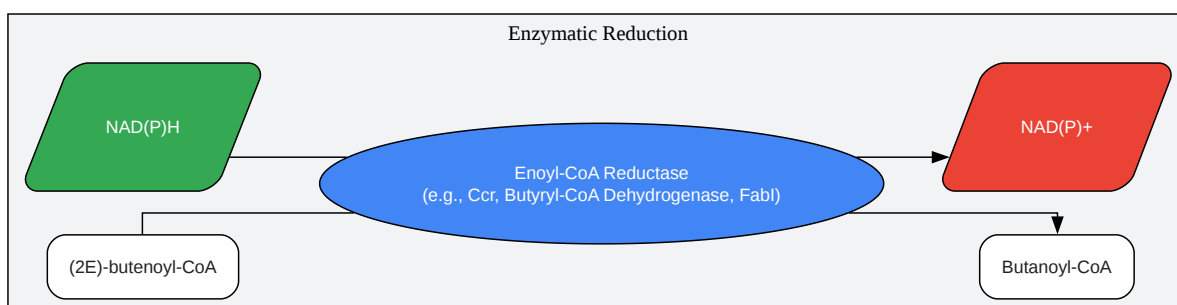 Enzymatic Reduction
NAD(P)H
NAD(P)+
Enoyl-CoA Reductase
(e.g., Ccr, Butyryl-CoA Dehydrogenase, FabI)
(2E)-butenoyl-CoA
Butanoyl-CoA